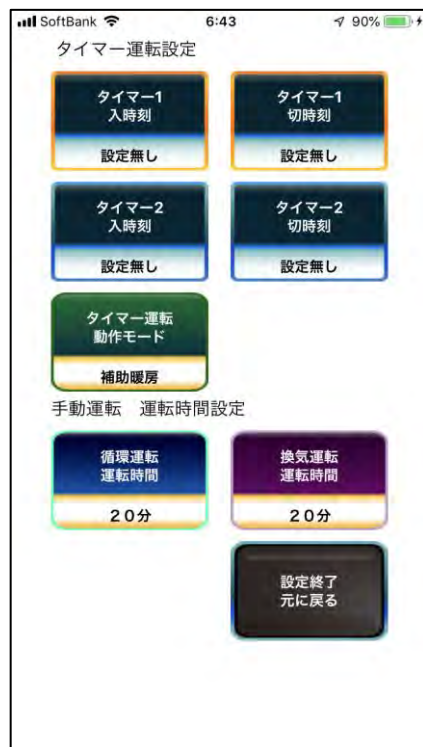 SoftBank 6:43 90%
タイマー運転設定
タイマー1
入時刻
設定無し
タイマー1
切時刻
設定無し
タイマー2
入時刻
設定無し
タイマー2
切時刻
設定無し
タイマー運転
動作モード
補助暖房
手動運転　運転時間設定
循環運転
運転時間
２０分
換気運転
運転時間
２０分
設定終了
元に戻る